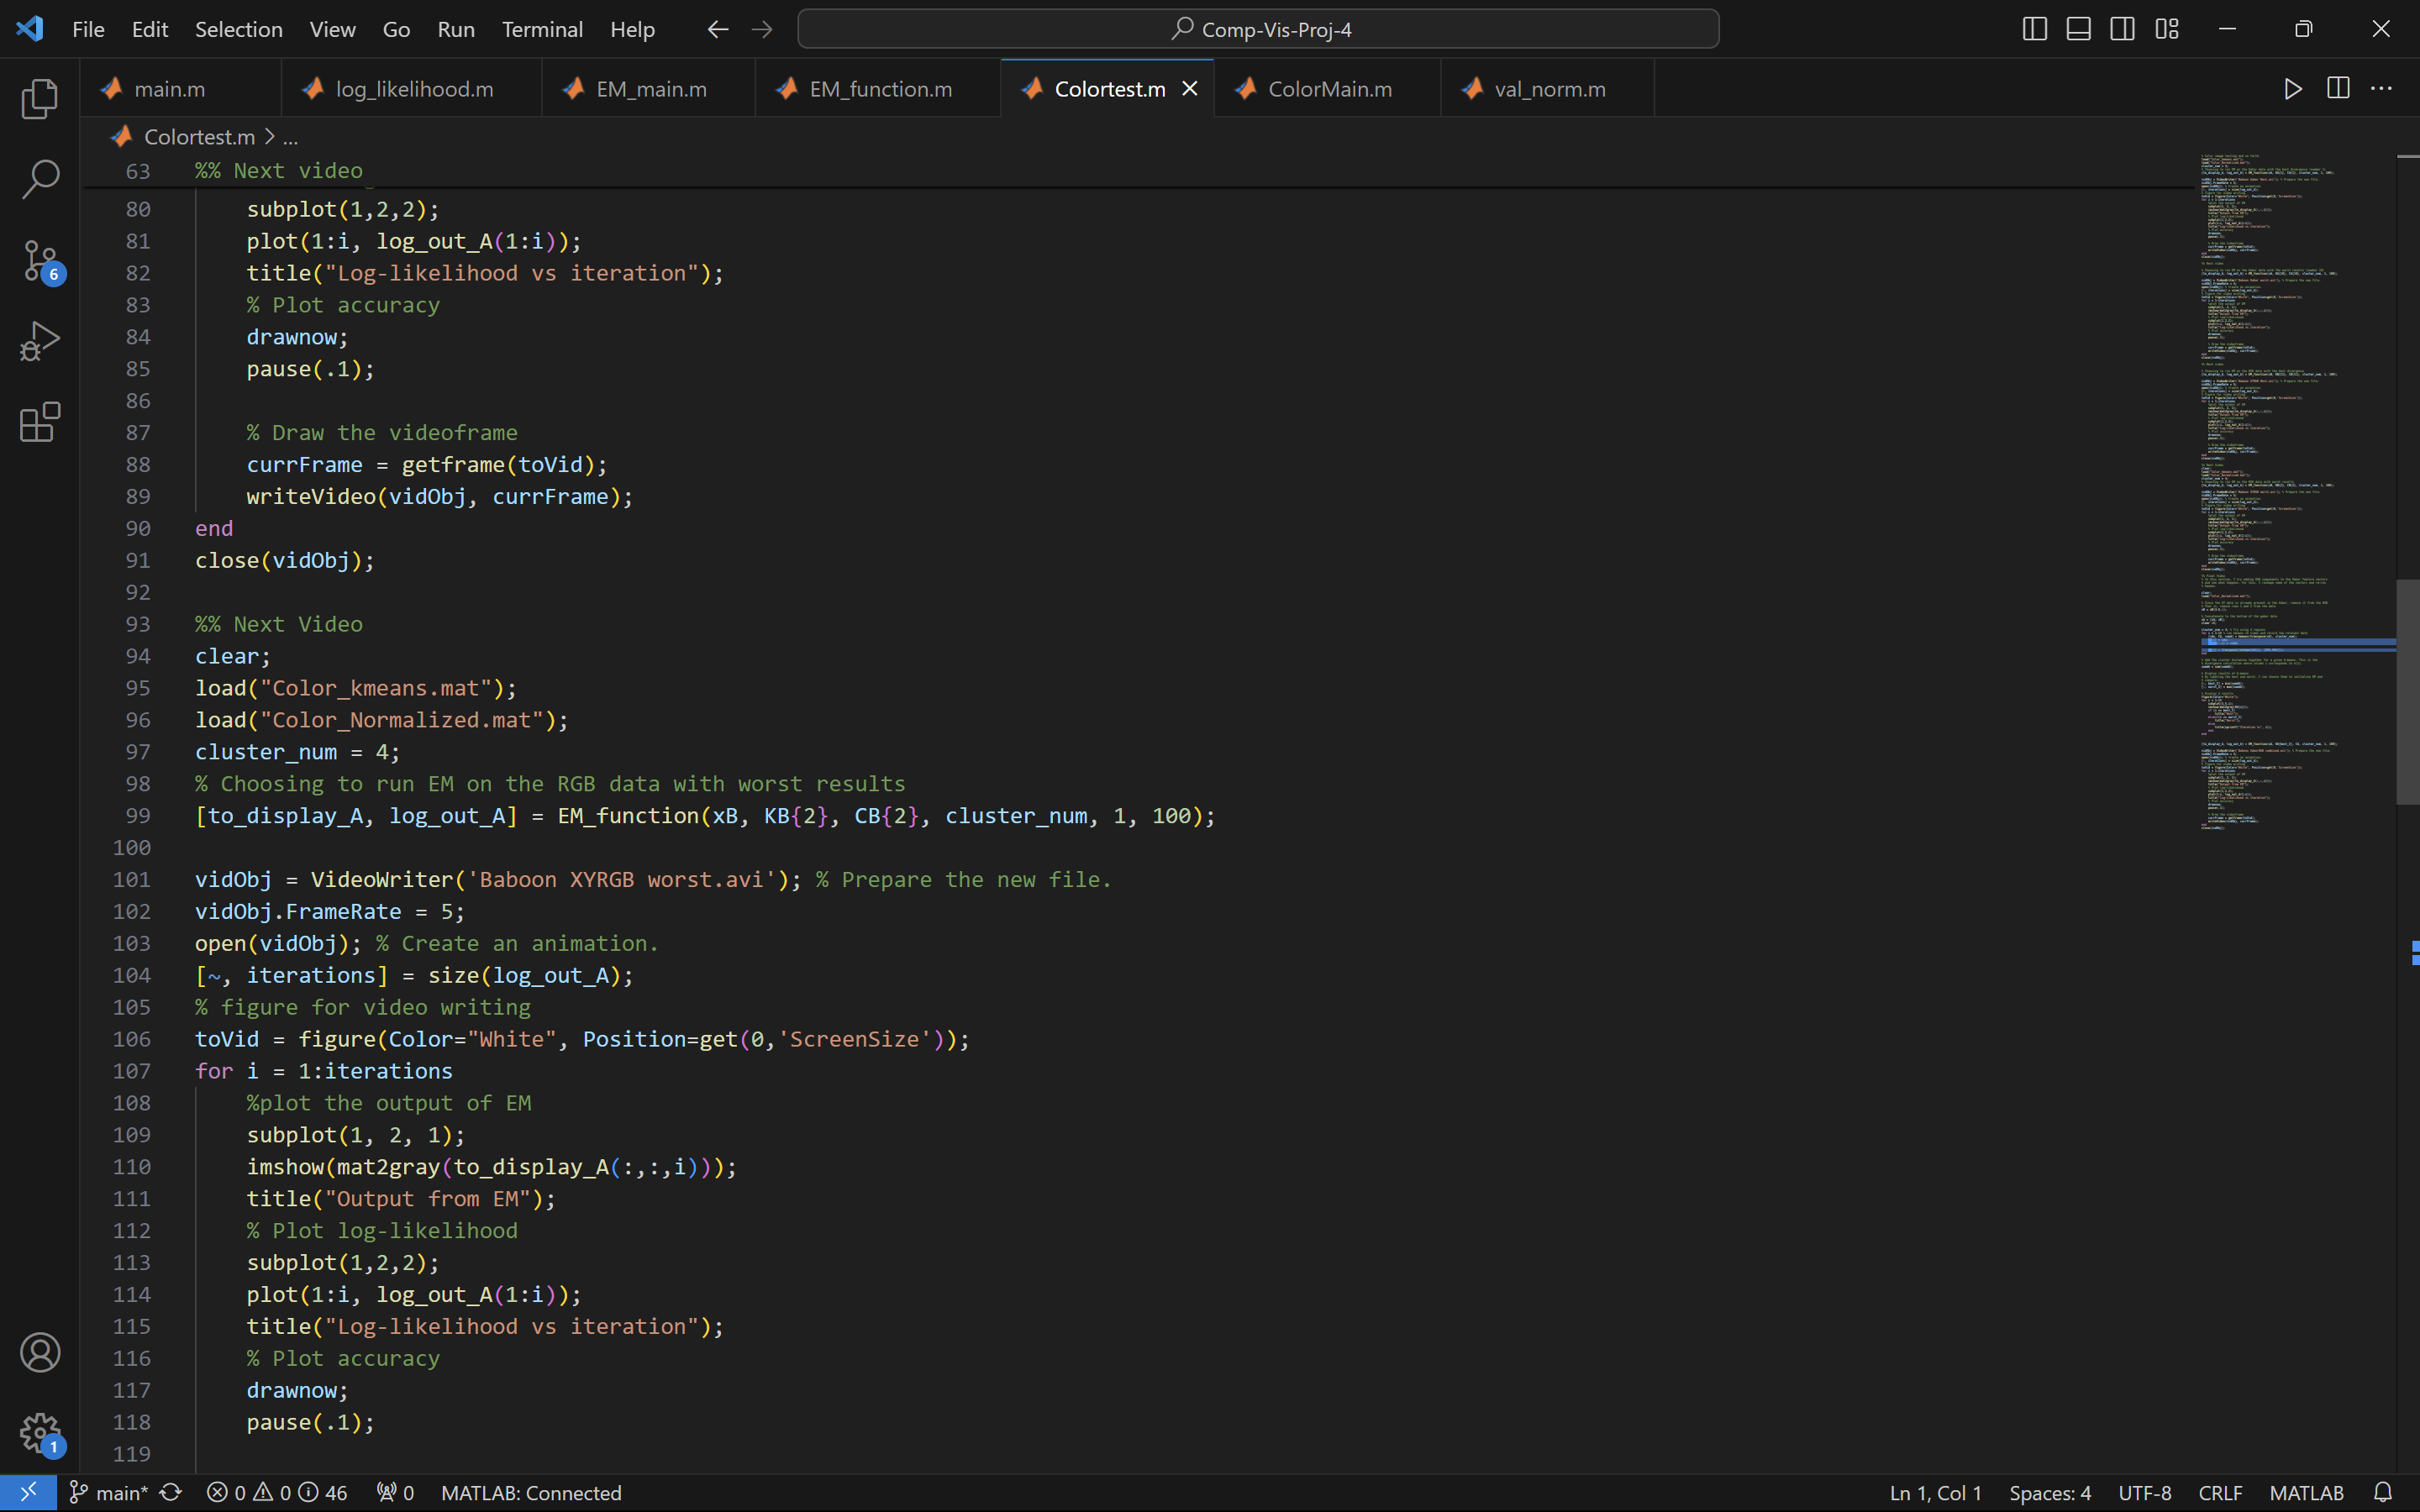 File Edit Selection View Go Run Terminal Help Comp-Vis-Proj-4
main.m log_likelihood.m EM_main.m EM_function.m Colortest.m ColorMain.m val_norm.m
Colortest.m > ...
63 %% Next video
80 subplot(1,2,2);
81 plot(1:i, log_out_A(1:i));
82 title("Log-likelihood vs iteration");
83 % Plot accuracy
84 drawnow;
85 pause(.1);
86
87 % Draw the videoframe
88 currFrame = getframe(toVid);
89 writeVideo(vidObj, currFrame);
90 end
91 close(vidObj);
92
93 %% Next Video
94 clear;
95 load("Color_kmeans.mat");
96 load("Color_Normalized.mat");
97 cluster_num = 4;
98 % Choosing to run EM on the RGB data with worst results
99 [to_display_A, log_out_A] = EM_function(xB, KB{2}, CB{2}, cluster_num, 1, 100);
100
101 vidObj = VideoWriter('Baboon XYRGB worst.avi'); % Prepare the new file.
102 vidObj.FrameRate = 5;
103 open(vidObj); % Create an animation.
104 [~, iterations] = size(log_out_A);
105 % figure for video writing
106 toVid = figure(Color="White", Position=get(0,'ScreenSize'));
107 for i = 1:iterations
108 %plot the output of EM
109 subplot(1, 2, 1);
110 imshow(mat2gray(to_display_A(:,:,i)));
111 title("Output from EM");
112 % Plot log-likelihood
113 subplot(1,2,2);
114 plot(1:i, log_out_A(1:i));
115 title("Log-likelihood vs iteration");
116 % Plot accuracy
117 drawnow;
118 pause(.1);
119
6
1
main* 0 0 46 0 MATLAB: Connected Ln 1, Col 1 Spaces: 4 UTF-8 CRLF MATLAB